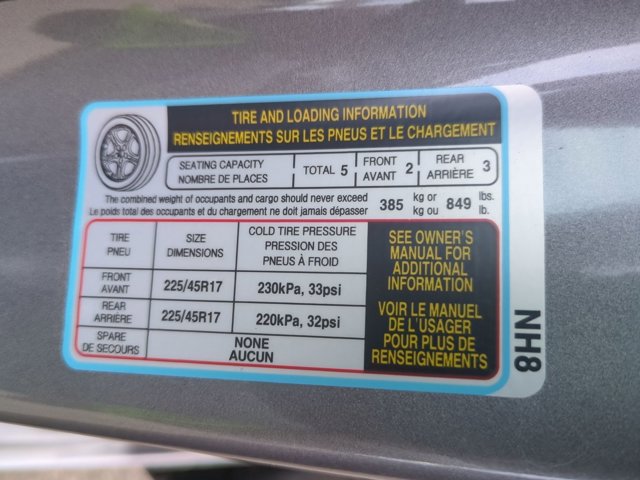 TIRE AND LOADING INFORMATION
RENSEIGNEMENTS SUR LES PNEUS ET LE CHARGEMENT
SEATING CAPACITY
NOMBRE DE PLACES
TOTAL 5
FRONT
AVANT 2
REAR
ARRIÈRE 3
The combined weight of occupants and cargo should never exceed 385 kg or 849 lbs.
Le poids total des occupants et du chargement ne doit jamais dépasser kg ou lb.
TIRE
PNEU
SIZE
DIMENSIONS
COLD TIRE PRESSURE
PRESSION DES
PNEUS À FROID
FRONT
AVANT
225/45R17
230kPa, 33psi
REAR
ARRIÈRE
225/45R17
220kPa, 32psi
SPARE
DE SECOURS
NONE
AUCUN
SEE OWNER'S
MANUAL FOR
ADDITIONAL
INFORMATION
VOIR LE MANUEL
DE L'USAGER
POUR PLUS DE
RENSEIGNEMENTS
NH8